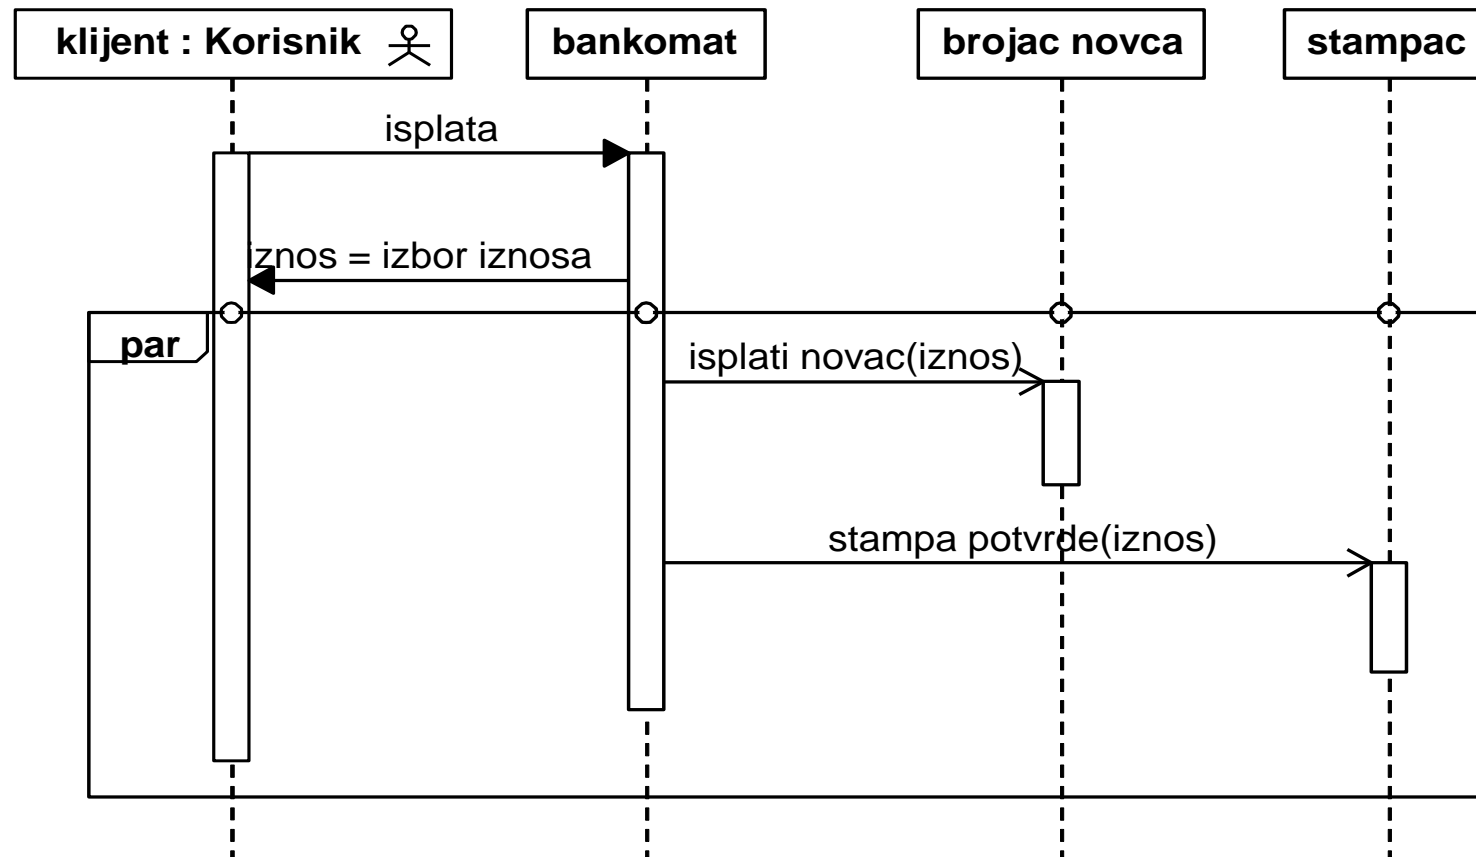 klijent : Korisnik
bankomat
brojac novca
stampac
isplata
iznos = izbor iznosa
par
isplati novac(iznos)
stampa potvrde(iznos)